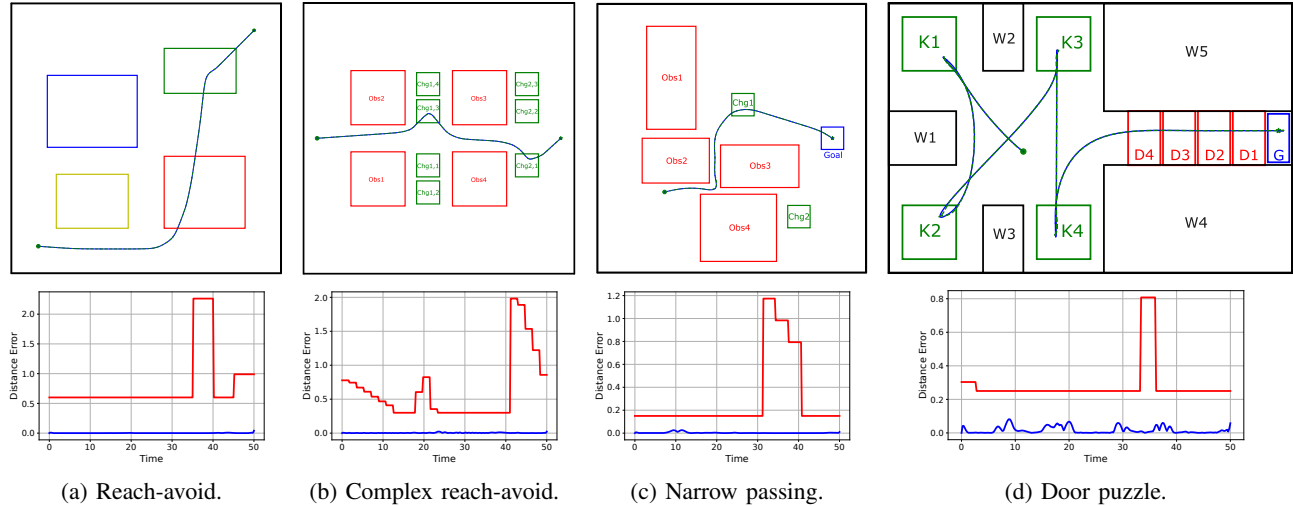 Obs2
Chg1,4
Chg1,3
Obs3
Chg2,3
Chg2,2
Obs1
Chg1,1
Chg1,2
Obs4
Chg2,1
Obs1
Chg1
Obs2
Obs3
Goal
Obs4
Chg2
K1
W2
K3
W5
W1
D4 D3 D2 D1 G
K2
W3
K4
W4
Distance Error
2.0
1.5
1.0
0.5
0.0
0 10 20 30 40 50
Time
Distance Error
2.0
1.5
1.0
0.5
0.0
0 10 20 30 40 50
Time
Distance Error
1.2
1.0
0.8
0.6
0.4
0.2
0.0
0 10 20 30 40 50
Time
Distance Error
0.8
0.6
0.4
0.2
0.0
0 10 20 30 40 50
Time
(a) Reach-avoid.
(b) Complex reach-avoid.
(c) Narrow passing.
(d) Door puzzle.